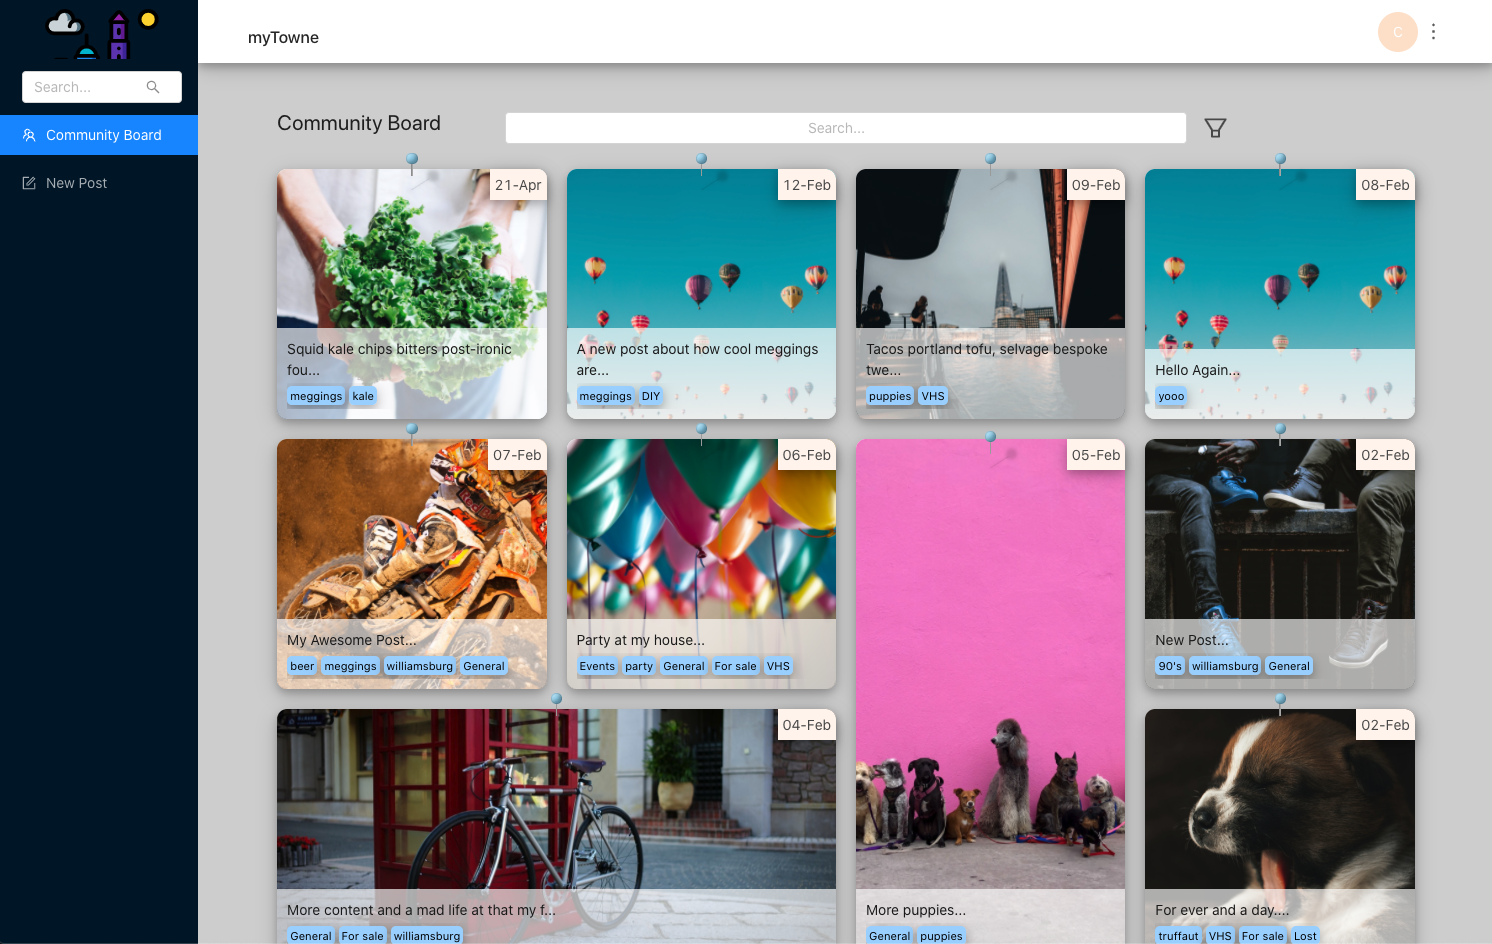 myTowne
C
Search...
Community Board
New Post
Community Board
Search...
21-Apr
Squid kale chips bitters post-ironic
fou...
meggings kale
12-Feb
A new post about how cool meggings
are...
meggings DIY
09-Feb
Tacos portland tofu, selvage bespoke
twe...
puppies VHS
08-Feb
Hello Again...
yooo
07-Feb
My Awesome Post...
beer meggings williamsburg General
06-Feb
Party at my house...
Events party General For sale VHS
05-Feb
More puppies...
General puppies
02-Feb
New Post...
90's williamsburg General
04-Feb
More content and a mad life at that my f...
General For sale williamsburg
02-Feb
For ever and a day....
truffaut VHS For sale Lost